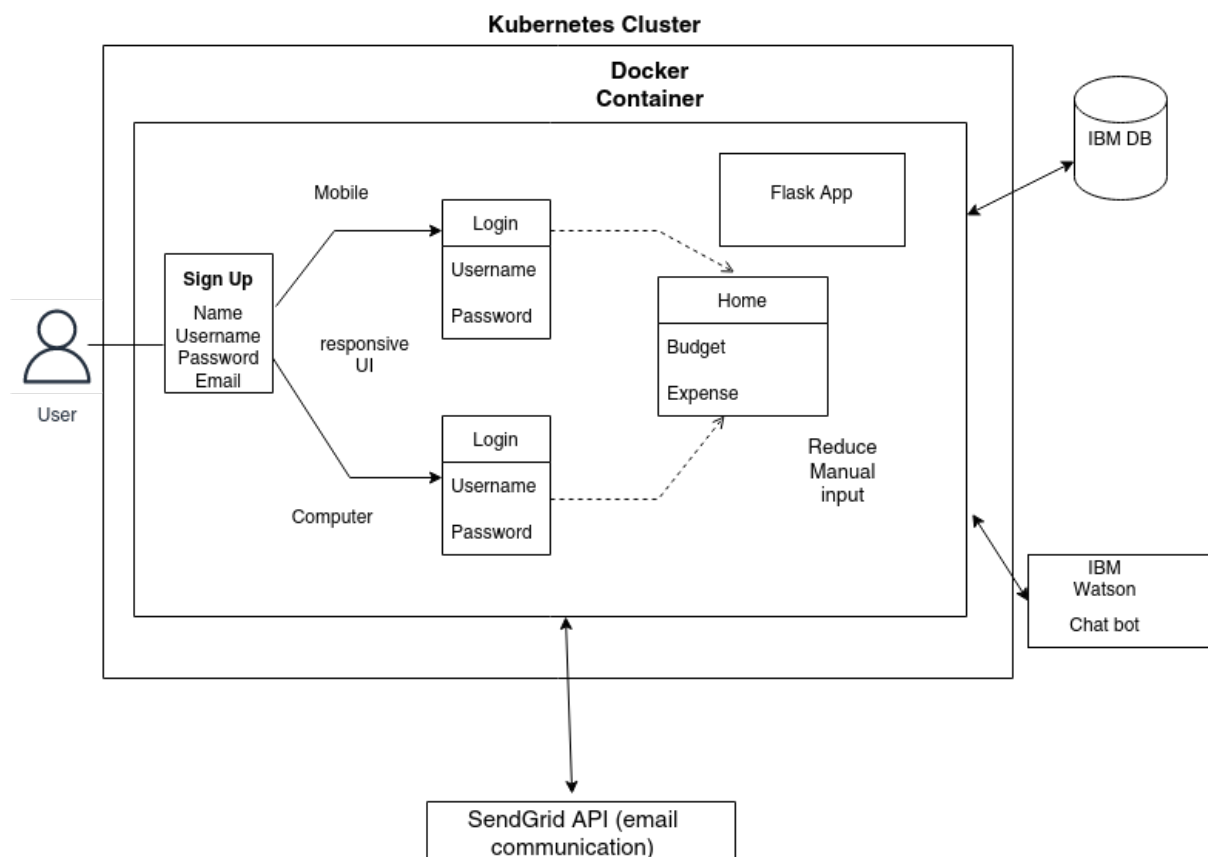 Kubernetes Cluster
Docker
Container
IBM DB
Flask App
Mobile
Login
Username
Password
Sign Up
Name
Username
Password
Email
User
responsive
UI
Home
Budget
Expense
Login
Username
Password
Computer
Reduce
Manual
input
IBM
Watson
Chat bot
SendGrid API (email
communication)